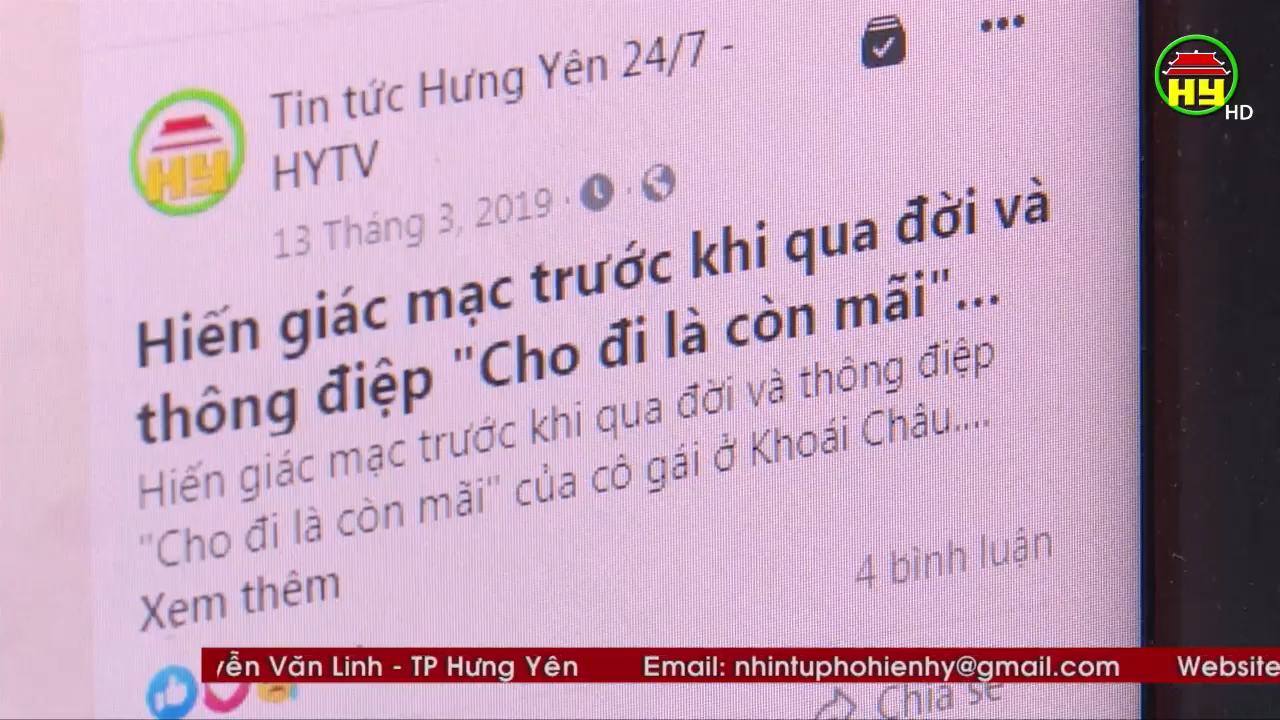 Tin tức Hưng Yên 24/7 -
HYTV
HY
13 Tháng 3, 2019 ·
Hiến giác mạc trước khi qua đời và
thông điệp "Cho đi là còn mãi"...
Hiến giác mạc trước khi qua đời và thông điệp
"Cho đi là còn mãi" của cô gái ở Khoái Châu....
Xem thêm
4 bình luận
Chia sẻ
HY
HD
Văn Linh - TP Hưng Yên Email: nhintuphohienhy@gmail.com Website